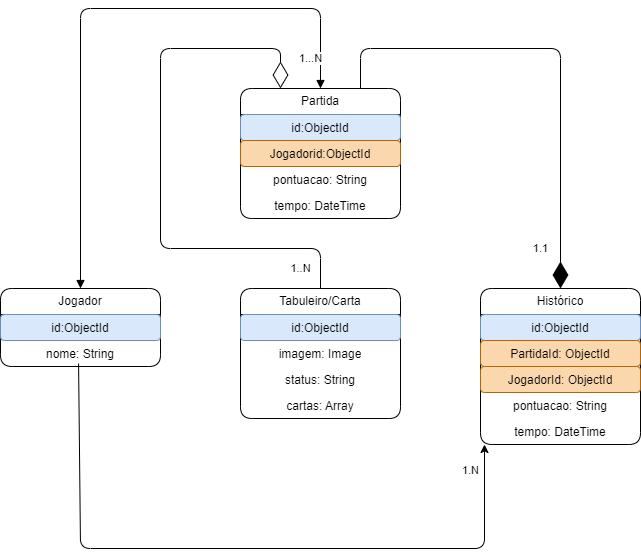 1...N
Partida
id:ObjectId
Jogadorid:ObjectId
pontuacao: String
tempo: DateTime
1.1
1..N
Jogador
id:ObjectId
nome: String
Tabuleiro/Carta
id:ObjectId
imagem: Image
status: String
cartas: Array
Histórico
id:ObjectId
PartidaId: ObjectId
JogadorId: ObjectId
pontuacao: String
tempo: DateTime
1.N